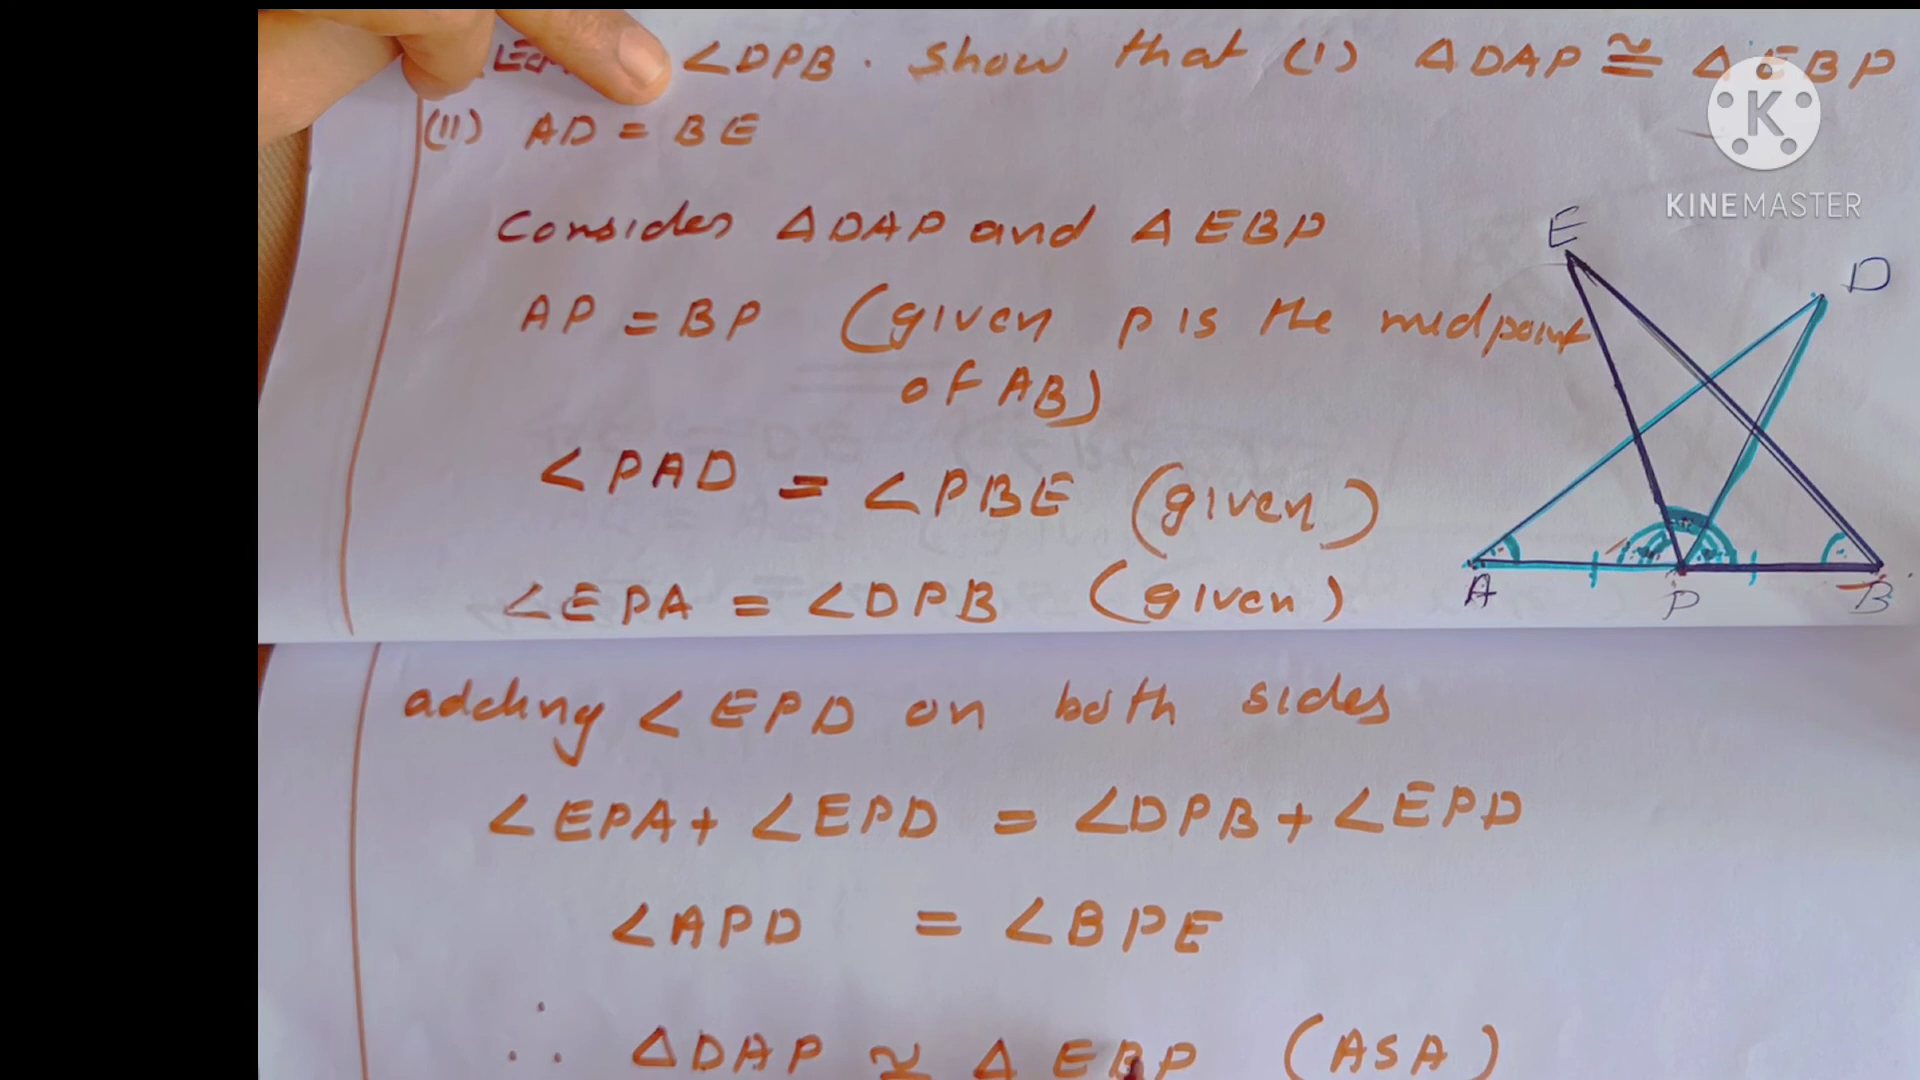 ∠DPB. Show that (I) ΔDAP ≅ ΔEBP
(II) AD = BE
KINEMASTER
Consider ΔDAP and ΔEBP
AP = BP (given P is the midpoint
of AB)
∠PAD = ∠PBE (given)
∠EPA = ∠DPB (given)
E
D
A
P
B
adding ∠EPD on both sides
∠EPA + ∠EPD = ∠DPB + ∠EPD
∠APD = ∠BPE
∴ ΔDAP ≅ ΔEBP (ASA)